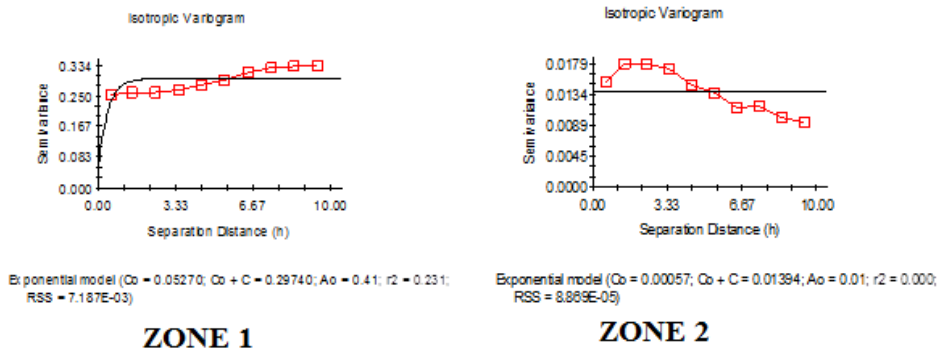 Isotropic Variogram
0.334
0.250
0.167
0.083
0.000
Semivariance
0.00 3.33 6.67 10.00
Separation Distance (h)
Exponential model (Co = 0.05270; Co + C = 0.29740; Ao = 0.41; r2 = 0.231;
RSS = 7.187E-03)
ZONE 1
Isotropic Variogram
0.0179
0.0134
0.0089
0.0045
0.0000
Semivariance
0.00 3.33 6.67 10.00
Separation Distance (h)
Exponential model (Co = 0.00057; Co + C = 0.01394; Ao = 0.01; r2 = 0.000;
RSS = 8.869E-05)
ZONE 2